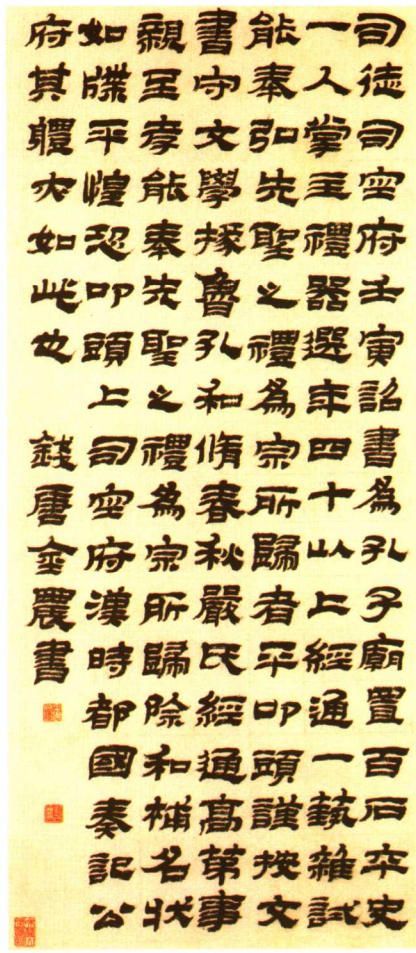 司徒司空府壬寅詔書為孔子廟置百石卒史
一人掌主禮器選年四十以上經通一藝雜試
能奉弘先聖之禮為宗所歸者平叩頭謹按文
書守文學掾魯孔和脩春秋嚴氏經通高第事
親至孝能奉先聖之禮為宗所歸除和補名狀
如牒平惶恐叩頭上司空府漢時都國奏記公
府其體大如此也 錢唐金農書